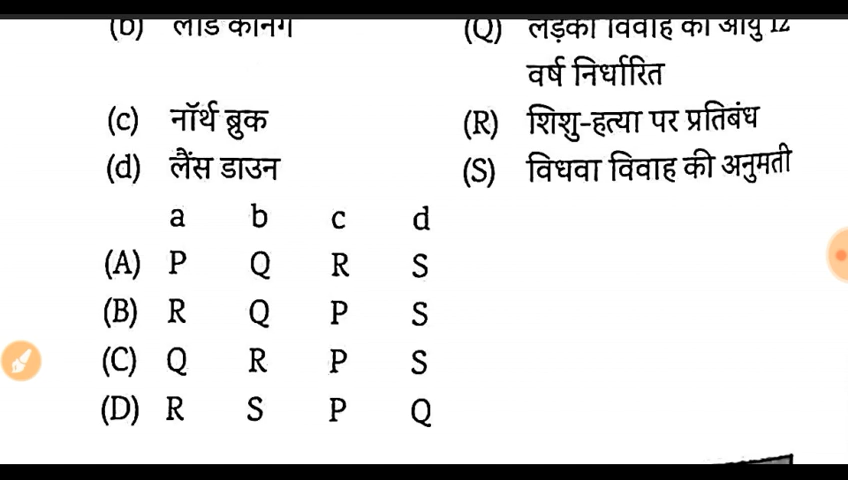 (b) लॉर्ड कैनिंग (Q) लड़की विवाह की आयु 12
वर्ष निर्धारित
(c) नॉर्थ ब्रुक (R) शिशु-हत्या पर प्रतिबंध
(d) लैंस डाउन (S) विधवा विवाह की अनुमती
a b c d
(A) P Q R S
(B) R Q P S
(C) Q R P S
(D) R S P Q